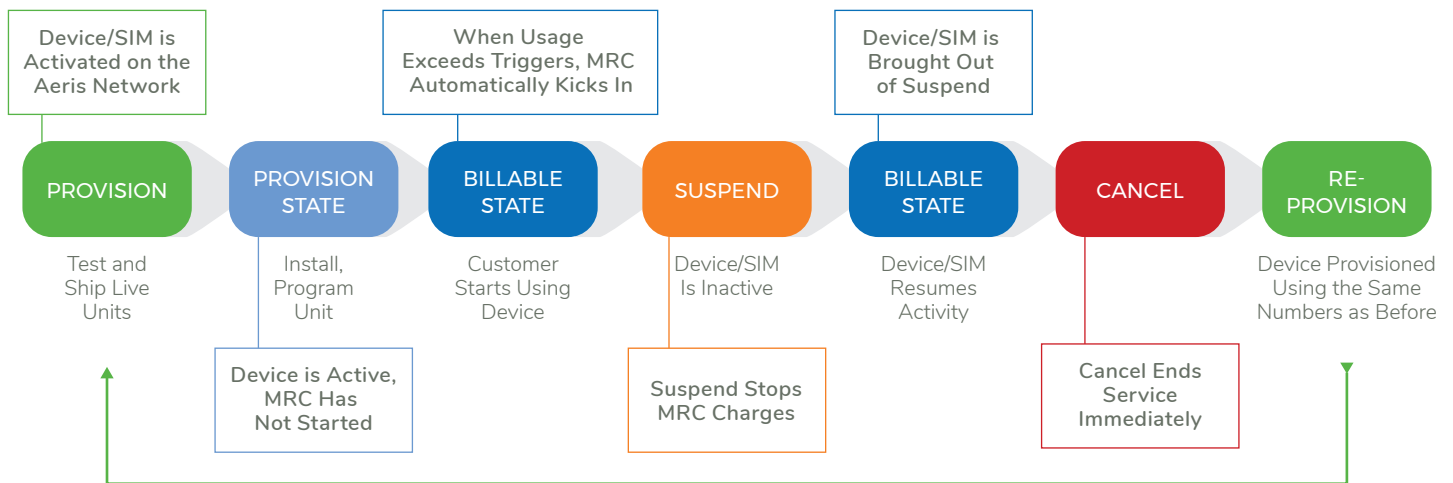 Device/SIM is
Activated on the
Aeris Network
When Usage
Exceeds Triggers, MRC
Automatically Kicks In
Device/SIM is
Brought Out
of Suspend
PROVISION
PROVISION
STATE
BILLABLE
STATE
SUSPEND
BILLABLE
STATE
CANCEL
RE-
PROVISION
Test and
Ship Live
Units
Install,
Program
Unit
Customer
Starts Using
Device
Device/SIM
Is Inactive
Device/SIM
Resumes
Activity
Device Provisioned
Using the Same
Numbers as Before
Device is Active,
MRC Has
Not Started
Suspend Stops
MRC Charges
Cancel Ends
Service
Immediately